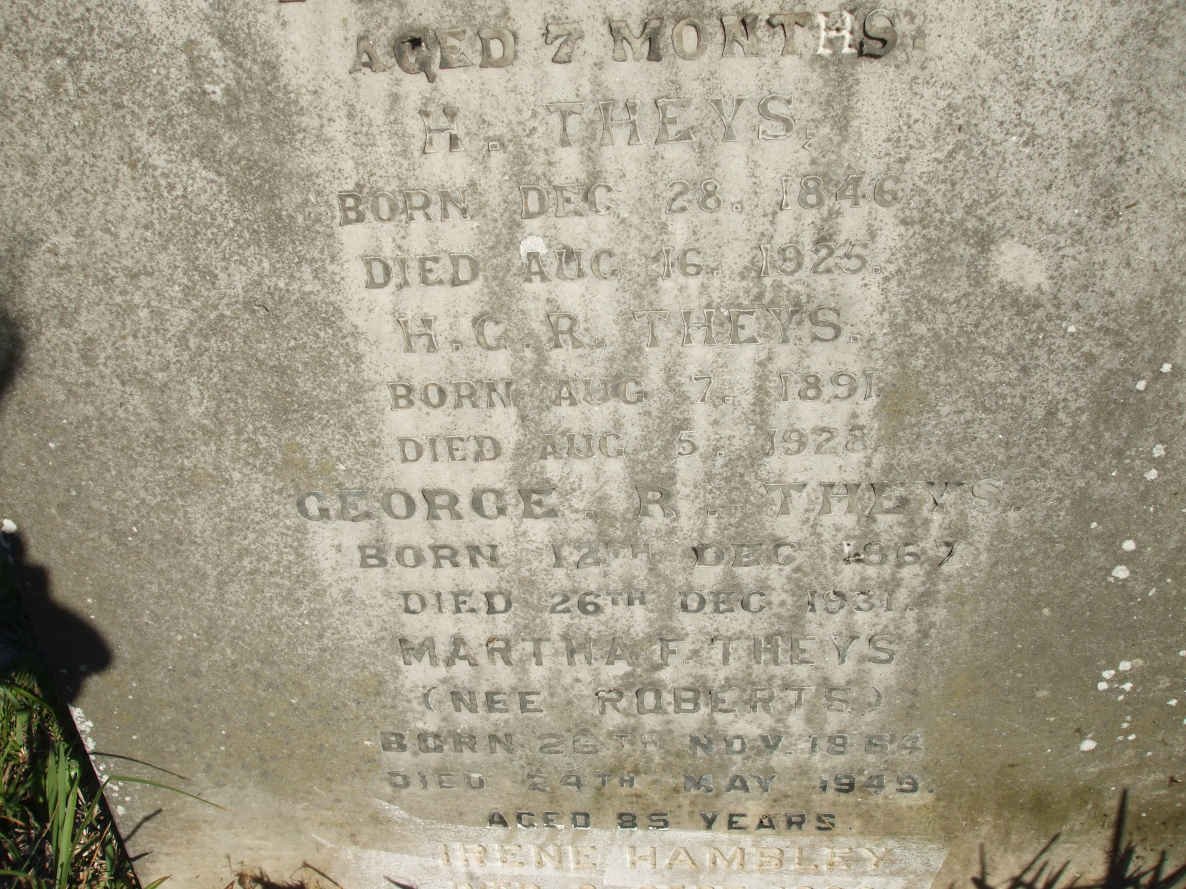 AGED 7 MONTHS.
H. THEYS,
BORN DEC 28. 1846.
DIED AUG 16. 1925.
H.C.R. THEYS.
BORN AUG 7. 1891
DIED AUG 5. 1928
GEORGE R. THEYS.
BORN 12TH DEC 1867
DIED 26TH DEC 1931.
MARTHA F. THEYS
(NEE ROBERTS)
BORN 26TH NOV. 1864
DIED 24TH MAY 1949.
AGED 85 YEARS.
IRENE HAMBLEY